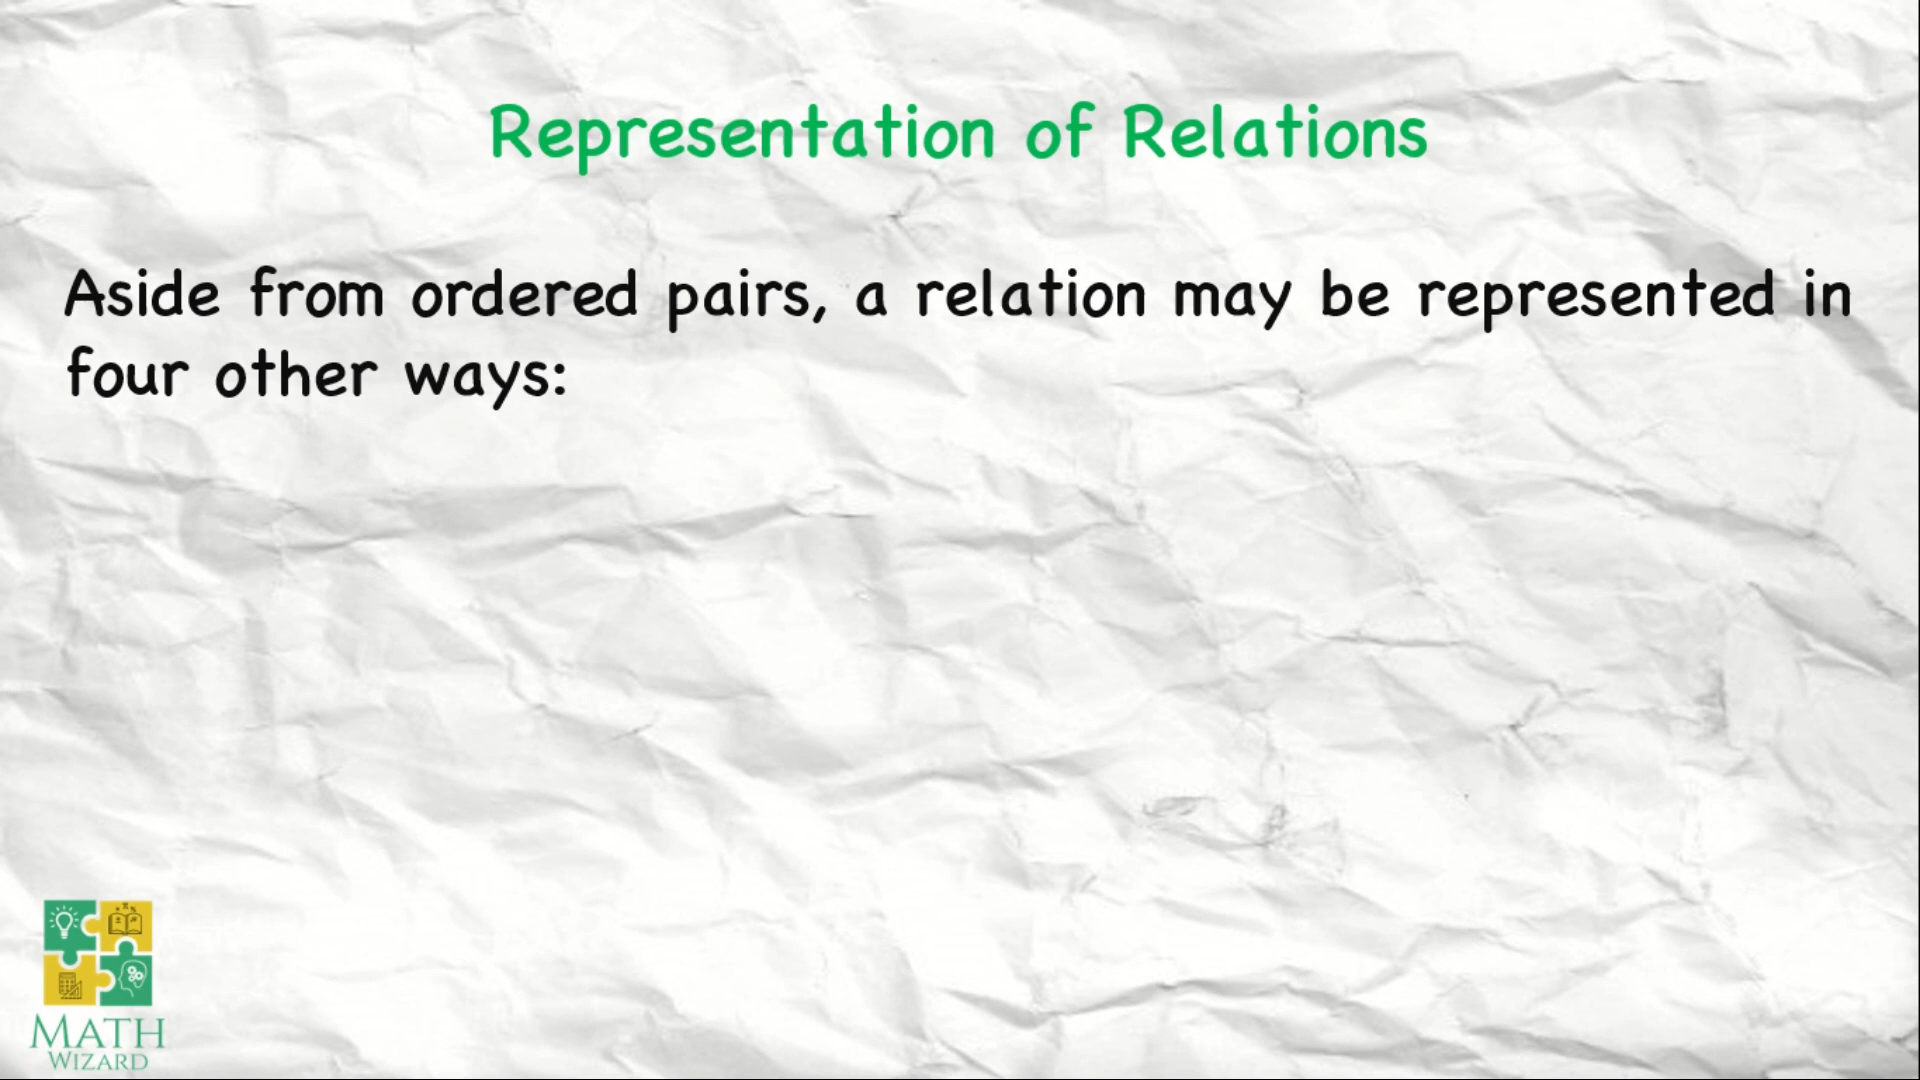 Representation of Relations
Aside from ordered pairs, a relation may be represented in
four other ways:
MATH
WIZARD